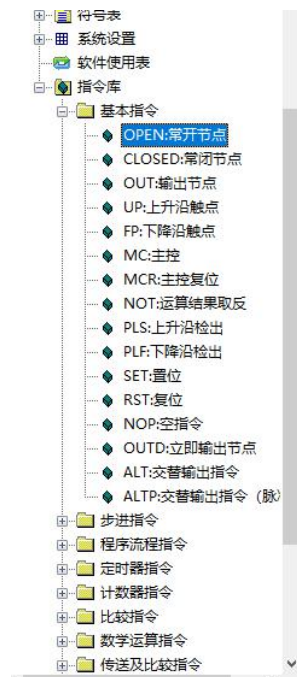 符号表
系统设置
软件使用表
指令库
基本指令
OPEN:常开节点
CLOSED:常闭节点
OUT:输出节点
UP:上升沿触点
FP:下降沿触点
MC:主控
MCR:主控复位
NOT:运算结果取反
PLS:上升沿检出
PLF:下降沿检出
SET:置位
RST:复位
NOP:空指令
OUTD:立即输出节点
ALT:交替输出指令
ALTP:交替输出指令（脉
步进指令
程序流程指令
定时器指令
计数器指令
比较指令
数学运算指令
传送及比较指令